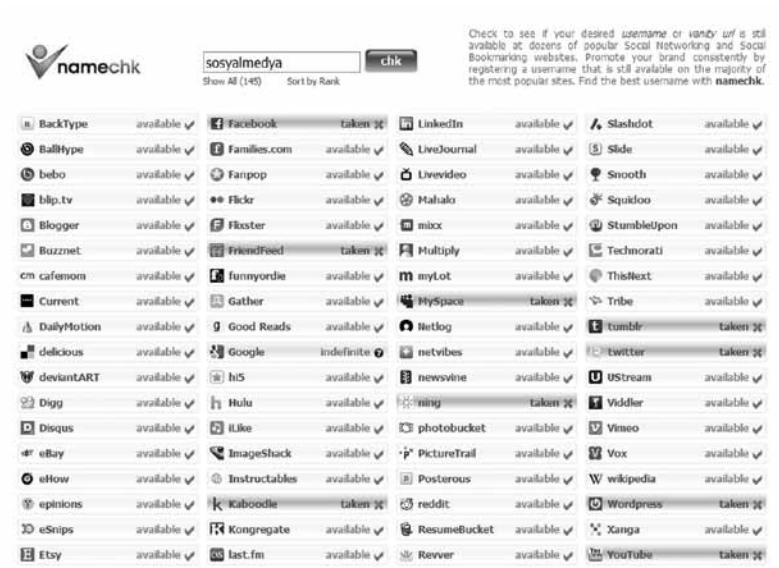 namechk
sosyalmedya
chk
Show All (145) Sort by Rank
Check to see if your desired username or vanity url is still
available at dozens of popular Social Networking and Social
Bookmarking websites. Promote your brand consistently by
registering a username that is still available on the majority of
the most popular sites. Find the best username with namechk.
BackType available
BallHype available
bebo available
blip.tv available
Blogger available
Buzznet available
cm cafemom available
Current available
DailyMotion available
delicious available
deviantART available
Digg available
Disqus available
eBay available
eHow available
epinions available
eSnips available
Etsy available
Facebook taken
Families.com available
Fanpop available
Flickr available
Flixster available
FriendFeed taken
funnyordie available
Gather available
g Good Reads available
Google indefinite
hi5 available
h Hulu available
iLike available
ImageShack available
Instructables available
k Kaboodle taken
Kongregate available
last.fm available
LinkedIn available
LiveJournal available
Livevideo available
Mahalo available
mixx available
Multiply available
m myLot available
MySpace taken
Netlog available
netvibes available
newsvine available
ning taken
photobucket available
PictureTrail available
Posterous available
reddit available
ResumeBucket available
Revver available
Slashdot available
S Slide available
Smooth available
Squidoo available
StumbleUpon available
Technorati available
ThisNext available
Tribe available
t tumblr taken
twitter taken
U UStream available
Viddler available
Vimeo available
Vox available
W wikipedia available
Wordpress taken
Xanga available
YouTube taken